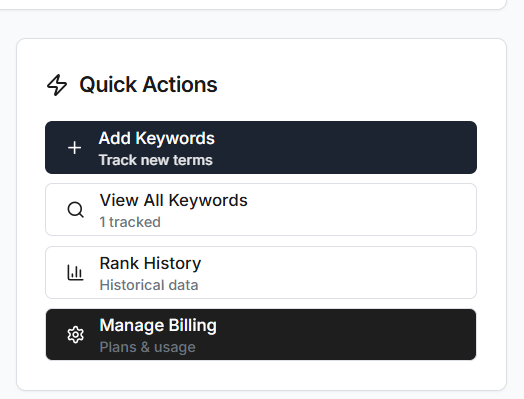 Quick Actions
Add Keywords
Track new terms
View All Keywords
1 tracked
Rank History
Historical data
Manage Billing
Plans & usage